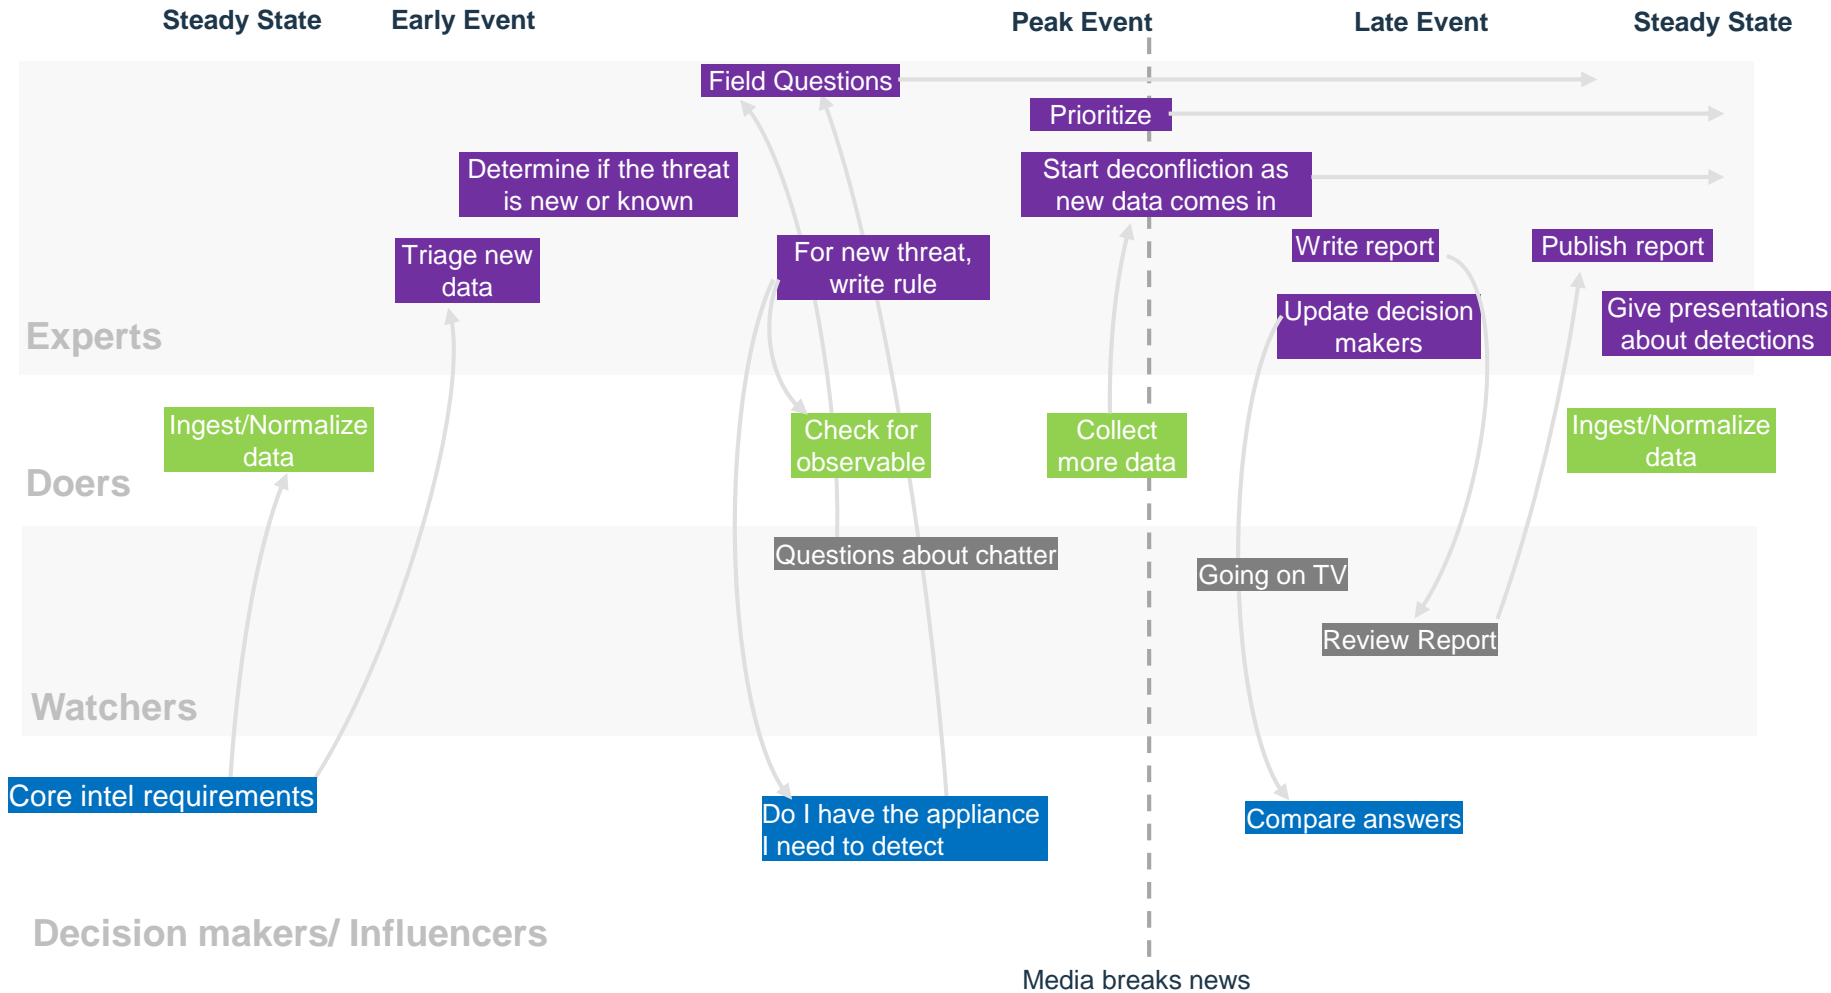 Steady State
Early Event
Peak Event
Late Event
Steady State
Field Questions
Prioritize
Determine if the threat
is new or known
Start deconfliction as
new data comes in
Triage new
data
For new threat,
write rule
Write report
Publish report
Update decision
makers
Give presentations
about detections
Experts
Ingest/Normalize
data
Check for
observable
Collect
more data
Ingest/Normalize
data
Doers
Questions about chatter
Going on TV
Review Report
Watchers
Core intel requirements
Do I have the appliance
I need to detect
Compare answers
Decision makers/ Influencers
Media breaks news